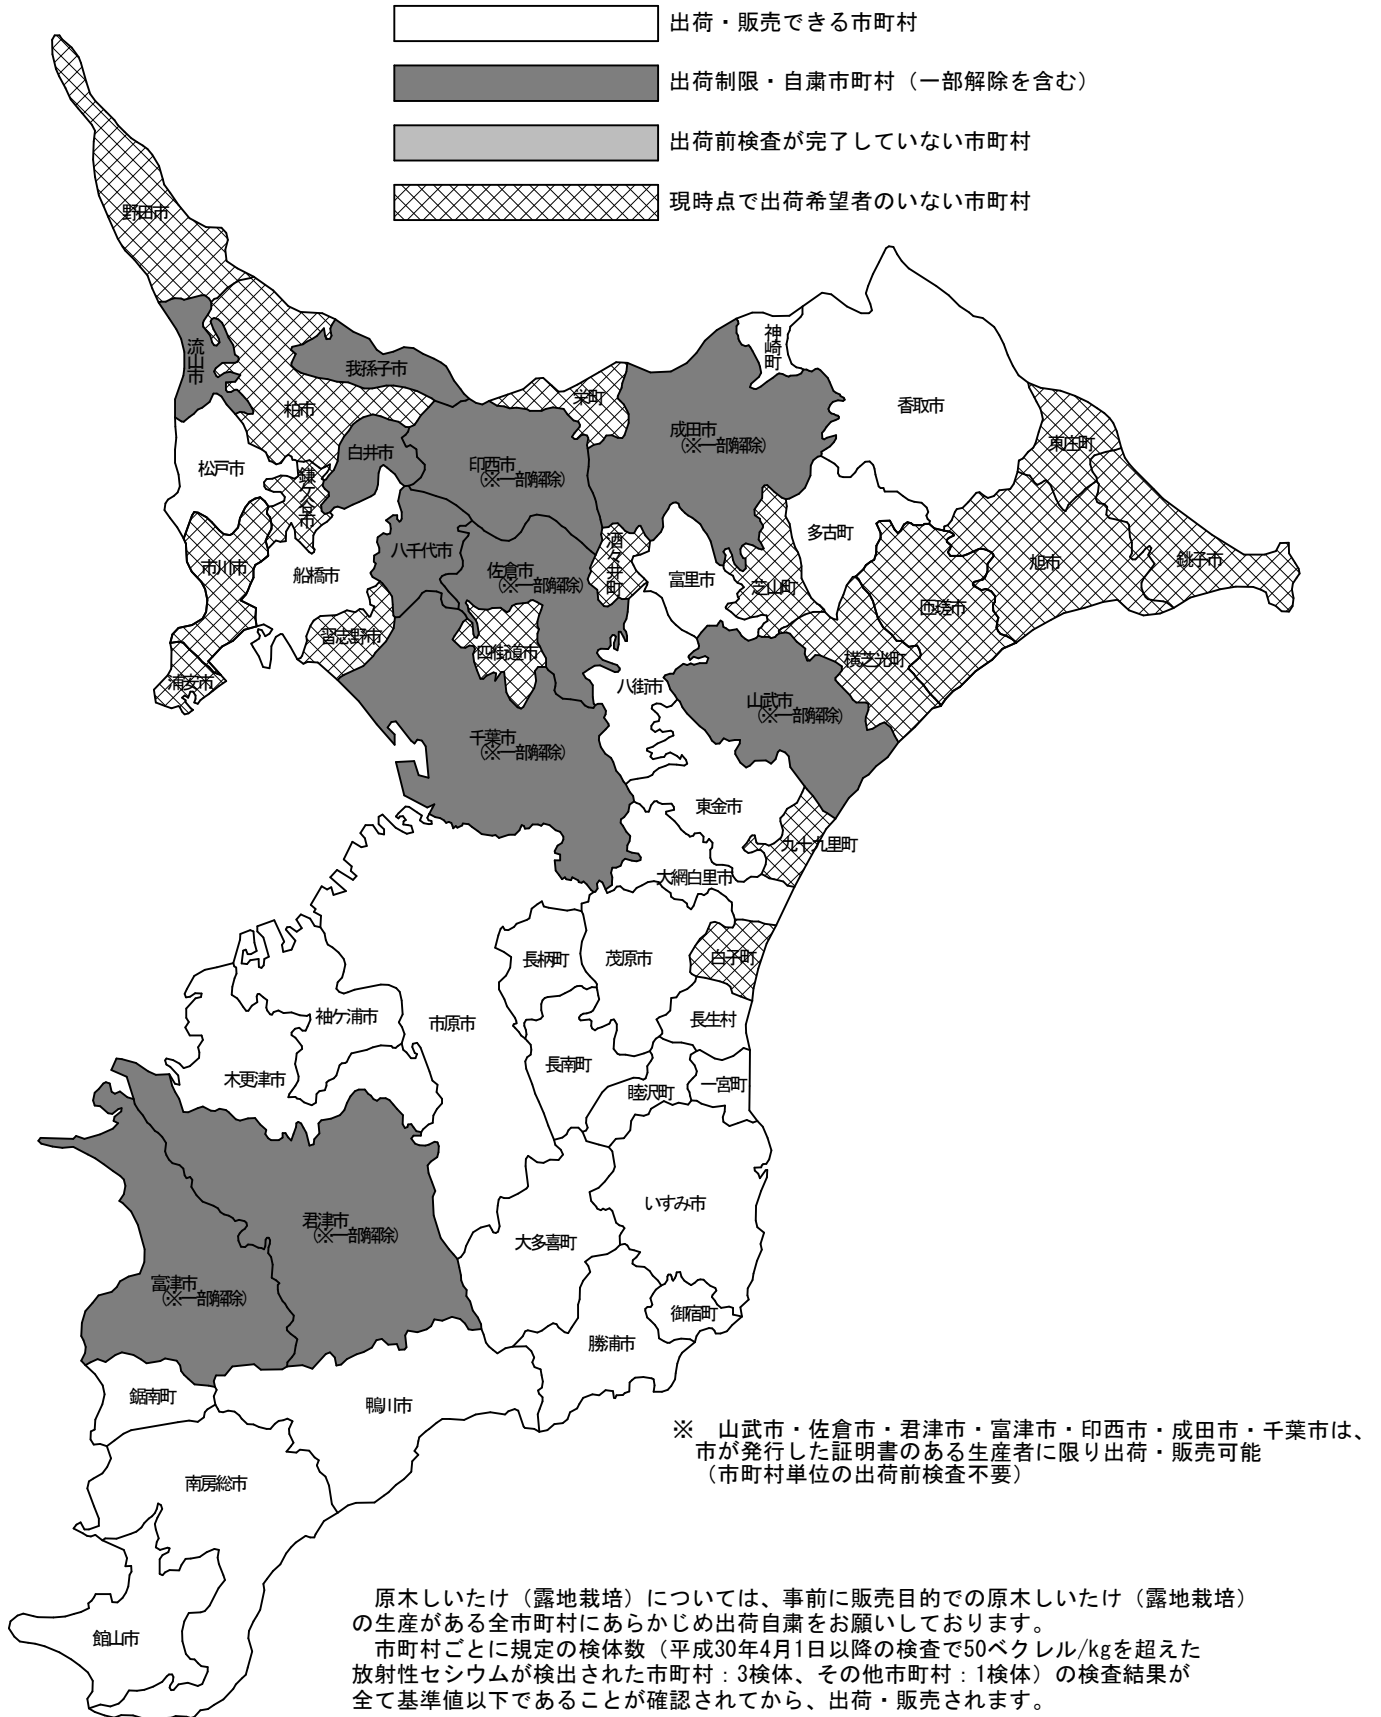 出荷・販売できる市町村
出荷制限・自粛市町村（一部解除を含む）
出荷前検査が完了していない市町村
現時点で出荷希望者のいない市町村
野田市
流山市
我孫子市
柏市
栄町
神崎町
成田市
（※一部解除）
香取市
東庄町
松戸市
鎌ケ谷市
白井市
印西市
（※一部解除）
多古町
旭市
銚子市
市川市
船橋市
八千代市
佐倉市
（※一部解除）
酒々井町
富里市
芝山町
匝瑳市
習志野市
四街道市
横芝光町
浦安市
八街市
山武市
（※一部解除）
千葉市
（※一部解除）
東金市
九十九里町
大網白里市
長柄町
茂原市
白子町
袖ケ浦市
市原市
長生村
木更津市
長南町
睦沢町
一宮町
君津市
（※一部解除）
いすみ市
大多喜町
富津市
（※一部解除）
御宿町
勝浦市
鋸南町
鴨川市
南房総市
館山市
※　山武市・佐倉市・君津市・富津市・印西市・成田市・千葉市は、
市が発行した証明書のある生産者に限り出荷・販売可能
（市町村単位の出荷前検査不要）
原木しいたけ（露地栽培）については、事前に販売目的での原木しいたけ（露地栽培）
の生産がある全市町村にあらかじめ出荷自粛をお願いしております。
市町村ごとに規定の検体数（平成30年4月1日以降の検査で50ベクレル/kgを超えた
放射性セシウムが検出された市町村：3検体、その他市町村：1検体）の検査結果が
全て基準値以下であることが確認されてから、出荷・販売されます。